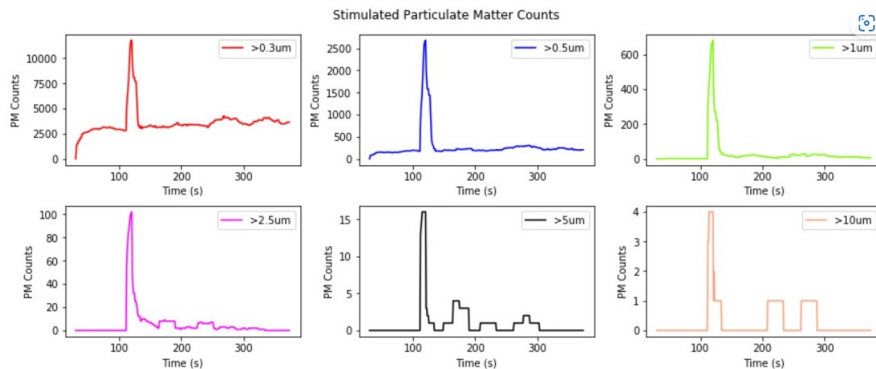 Stimulated Particulate Matter Counts
PM Counts
10000
7500
5000
2500
0
>0.3um
100 200 300
Time (s)
PM Counts
2500
2000
1500
1000
500
0
>0.5um
100 200 300
Time (s)
PM Counts
600
400
200
0
>1um
100 200 300
Time (s)
PM Counts
100
80
60
40
20
0
>2.5um
100 200 300
Time (s)
PM Counts
15
10
5
0
>5um
100 200 300
Time (s)
PM Counts
4
3
2
1
0
>10um
100 200 300
Time (s)